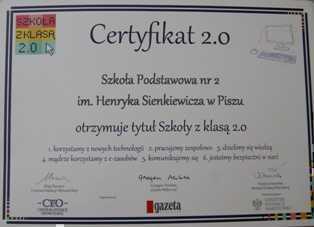 SZKOŁA
Z KLASĄ
2.0
Certyfikat 2.0
Szkoła Podstawowa nr 2
im. Henryka Sienkiewicza w Piszu
otrzymuje tytuł Szkoły z klasą 2.0
1. korzystamy z nowych technologii 2. pracujemy zespołowo 3. dzielimy się wiedzą
4. mądrze korzystamy z e-zasobów 5. komunikujemy się 6. jesteśmy bezpieczni w sieci
CEO
gazeta